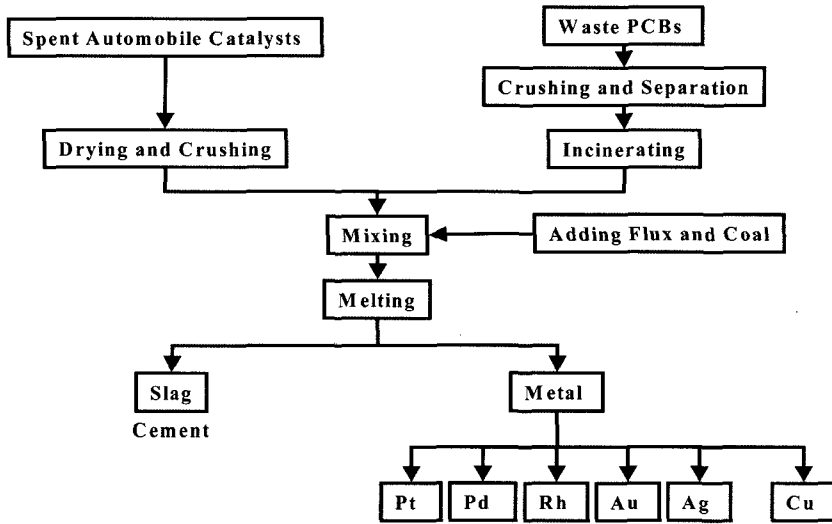 Spent Automobile Catalysts
Waste PCBs
Crushing and Separation
Drying and Crushing
Incinerating
Mixing
Adding Flux and Coal
Melting
Slag
Metal
Cement
Pt
Pd
Rh
Au
Ag
Cu